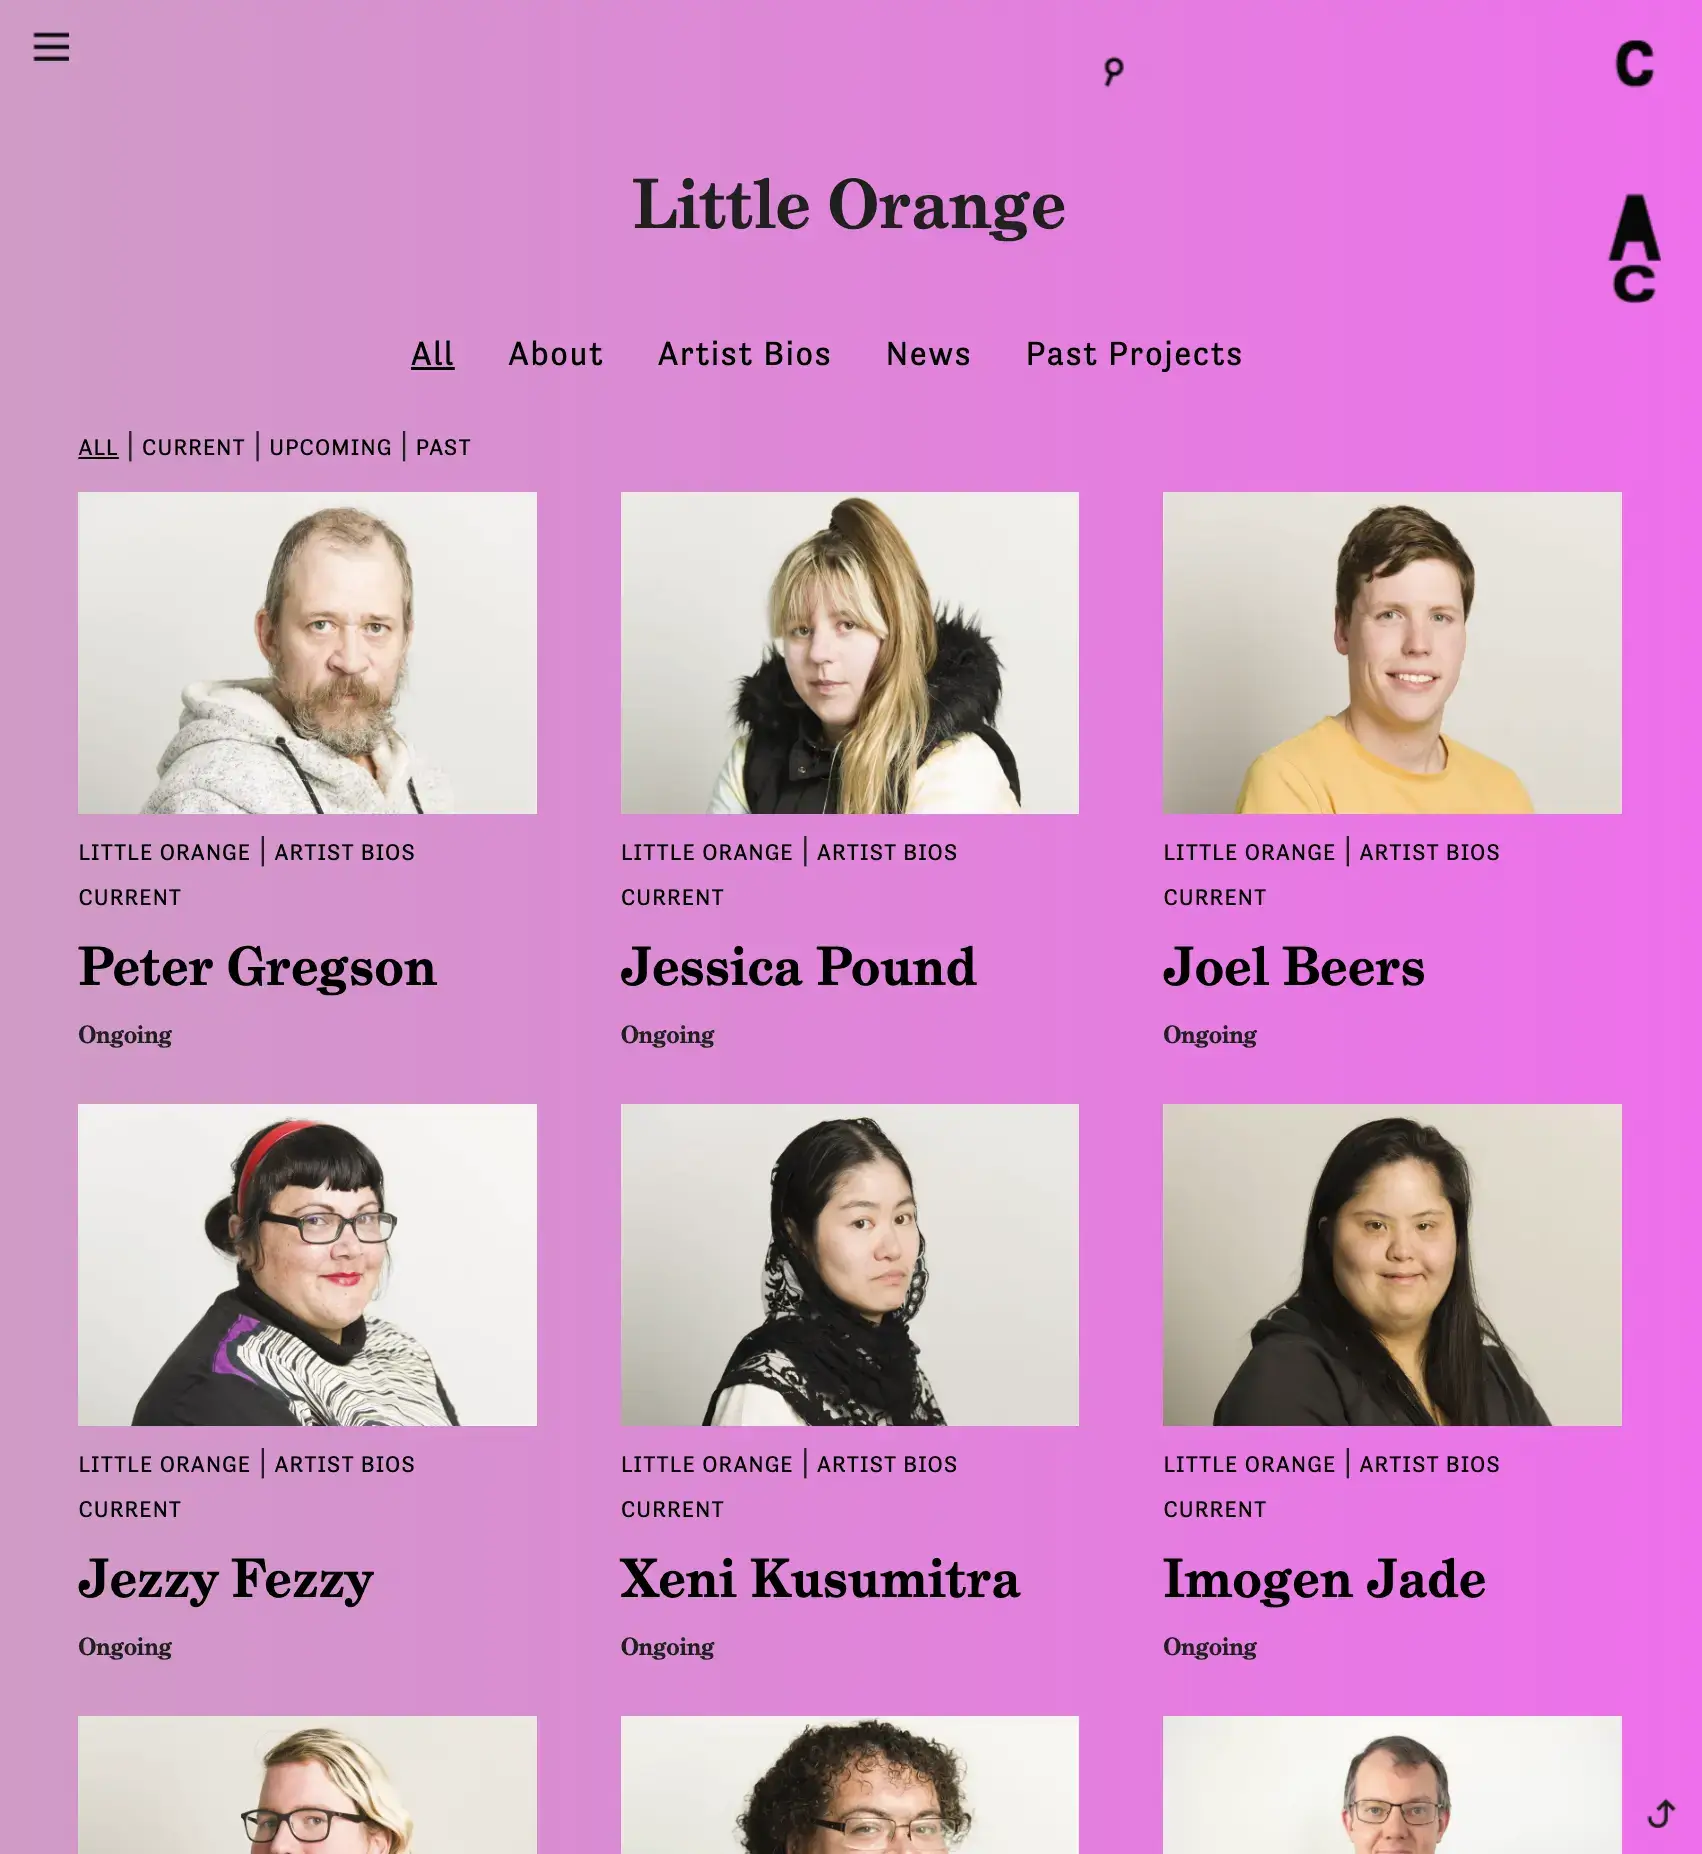 C
A
C
Little Orange
All About Artist Bios News Past Projects
ALL | CURRENT | UPCOMING | PAST
LITTLE ORANGE | ARTIST BIOS
CURRENT
Peter Gregson
Ongoing
LITTLE ORANGE | ARTIST BIOS
CURRENT
Jessica Pound
Ongoing
LITTLE ORANGE | ARTIST BIOS
CURRENT
Joel Beers
Ongoing
LITTLE ORANGE | ARTIST BIOS
CURRENT
Jezzy Fezzy
Ongoing
LITTLE ORANGE | ARTIST BIOS
CURRENT
Xeni Kusumitra
Ongoing
LITTLE ORANGE | ARTIST BIOS
CURRENT
Imogen Jade
Ongoing